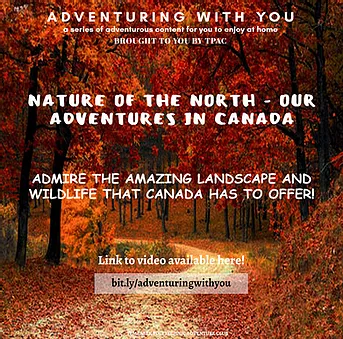 ADVENTURING WITH YOU
a series of adventurous content for you to enjoy at home
BROUGHT TO YOU BY TPAC
NATURE OF THE NORTH - OUR
ADVENTURES IN CANADA
ADMIRE THE AMAZING LANDSCAPE AND
WILDLIFE THAT CANADA HAS TO OFFER!
Link to video available here!
bit.ly/adventuringwithyou